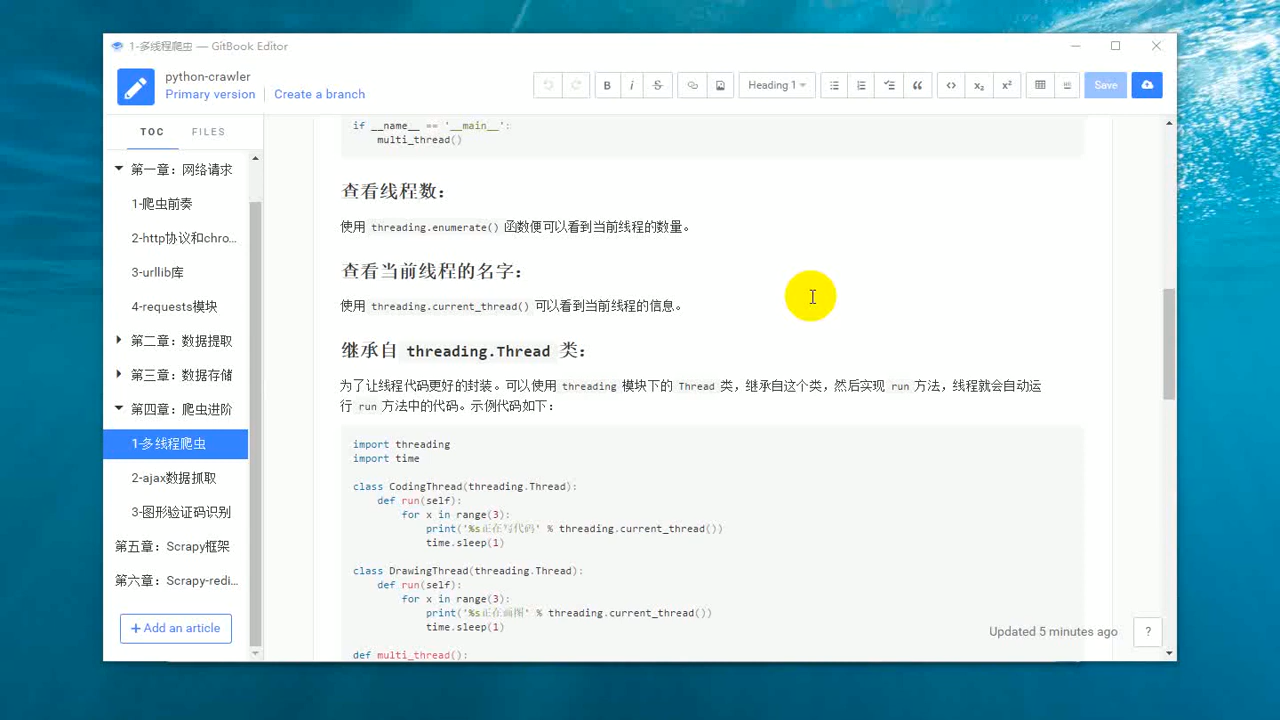 1-多线程爬虫 — GitBook Editor
python-crawler
Primary version
Create a branch
B
i
S
Heading 1
x₂
x²
Save
TOC
FILES
第一章：网络请求
1-爬虫前奏
2-http协议和chro...
3-urllib库
4-requests模块
第二章：数据提取
第三章：数据存储
第四章：爬虫进阶
1-多线程爬虫
2-ajax数据抓取
3-图形验证码识别
第五章：Scrapy框架
第六章：Scrapy-redi...
+ Add an article
if __name__ == '__main__':
multi_thread()
查看线程数：
使用 threading.enumerate() 函数便可以看到当前线程的数量。
查看当前线程的名字：
使用 threading.current_thread() 可以看到当前线程的信息。
继承自 threading.Thread 类：
为了让线程代码更好的封装。可以使用 threading 模块下的 Thread 类，继承自这个类，然后实现 run 方法，线程就会自动运
行 run 方法中的代码。示例代码如下：
import threading
import time
class CodingThread(threading.Thread):
def run(self):
for x in range(3):
print('%s正在写代码' % threading.current_thread())
time.sleep(1)
class DrawingThread(threading.Thread):
def run(self):
for x in range(3):
print('%s正在画图' % threading.current_thread())
time.sleep(1)
def multi_thread():
Updated 5 minutes ago
?